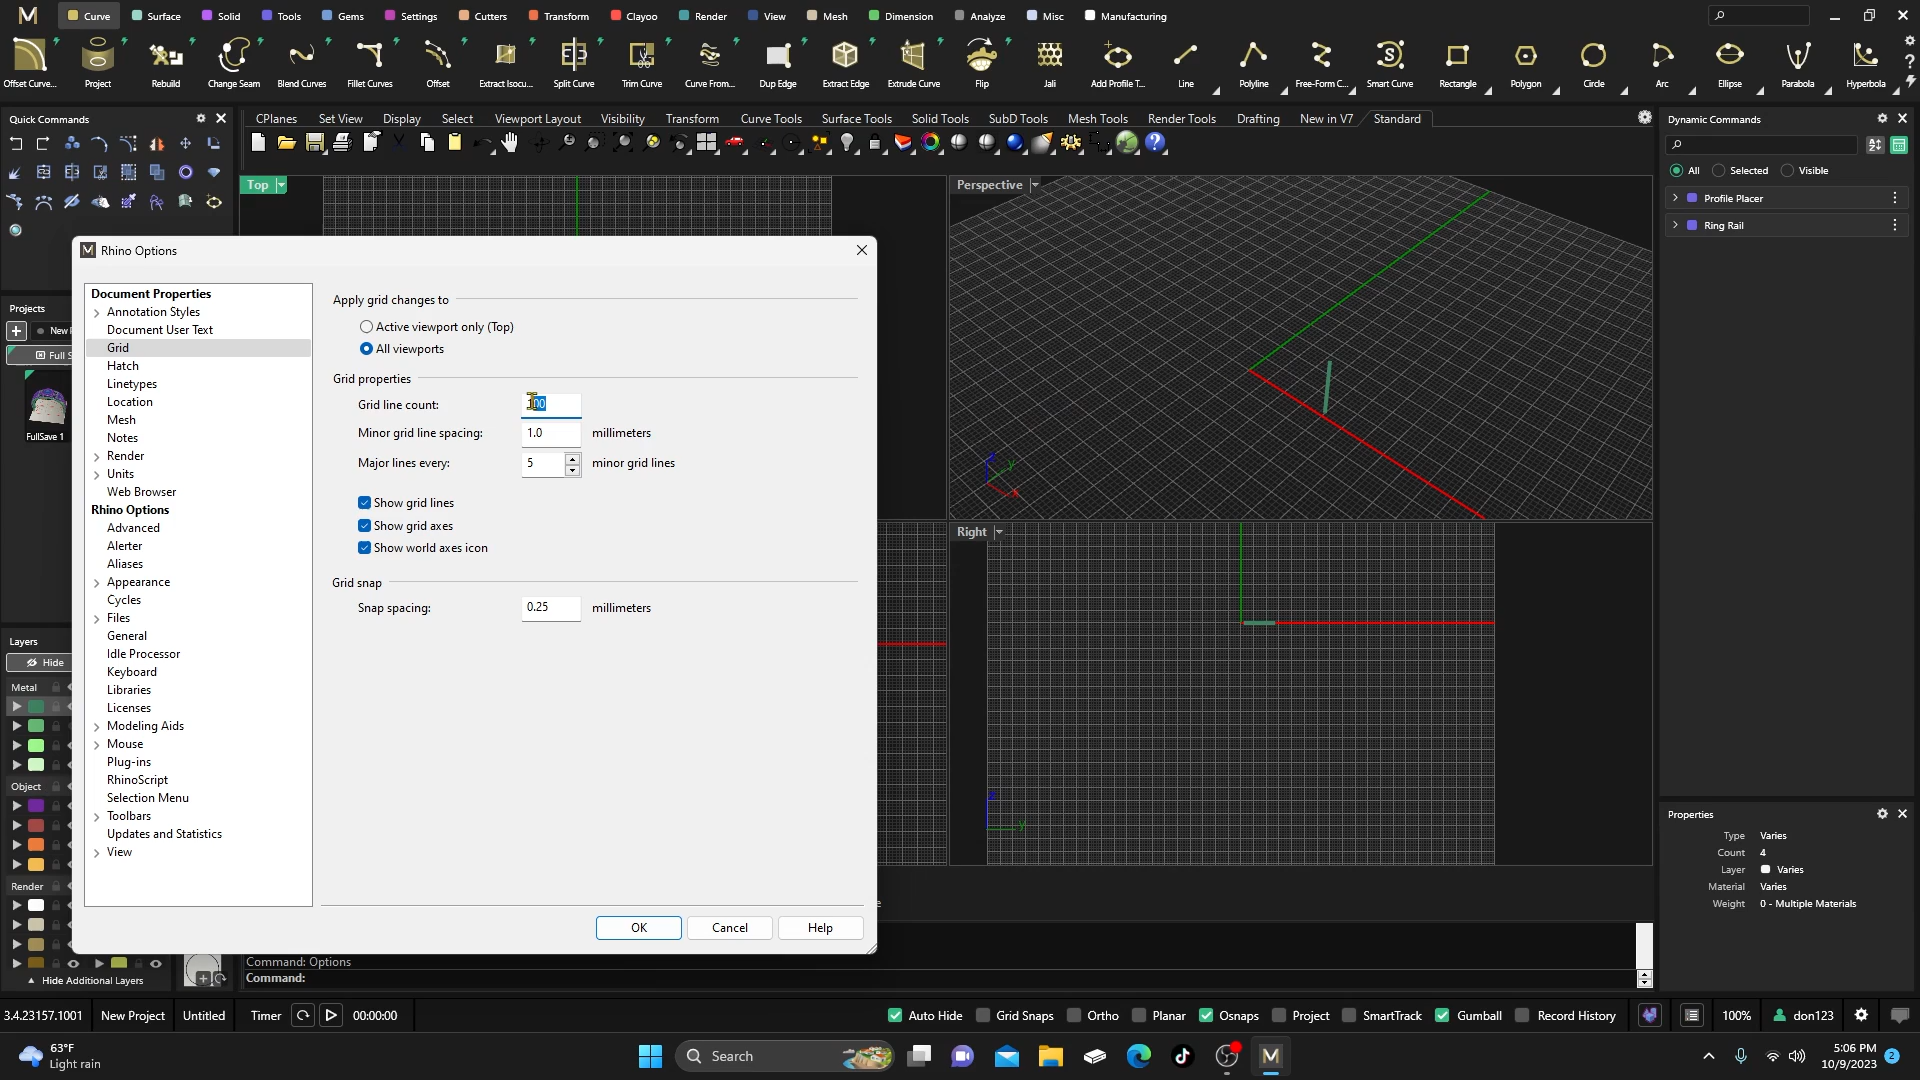 Curve Surface Solid Tools Gems Settings Cutters Transform Clayoo Render View Mesh Dimension Analyze Misc Manufacturing
Offset Curve... Project Rebuild Change Seam Blend Curves Fillet Curves Offset Extract Isocu... Split Curve Trim Curve Curve From... Dup Edge Extract Edge Extrude Curve Flip Jali Add Profile T... Line Polyline Free-Form C... Smart Curve Rectangle Polygon Circle Arc Ellipse Parabola Hyperbola
Quick Commands
CPlanes Set View Display Select Viewport Layout Visibility Transform Curve Tools Surface Tools Solid Tools SubD Tools Mesh Tools Render Tools Drafting New in V7 Standard
Dynamic Commands
All Selected Visible
Profile Placer
Ring Rail
Top
Perspective
z
y
x
Right
z
y
Projects
New
Full S
FullSave 1
Layers
Hide
Metal
Object
Render
Hide Additional Layers
Rhino Options
Document Properties
Annotation Styles
Document User Text
Grid
Hatch
Linetypes
Location
Mesh
Notes
Render
Units
Web Browser
Rhino Options
Advanced
Alerter
Aliases
Appearance
Cycles
Files
General
Idle Processor
Keyboard
Libraries
Licenses
Modeling Aids
Mouse
Plug-ins
RhinoScript
Selection Menu
Toolbars
Updates and Statistics
View
Apply grid changes to
Active viewport only (Top)
All viewports
Grid properties
Grid line count:
Minor grid line spacing: 1.0 millimeters
Major lines every: 5 minor grid lines
Show grid lines
Show grid axes
Show world axes icon
Grid snap
Snap spacing: 0.25 millimeters
OK Cancel Help
Command: Options
Command:
Properties
Type Varies
Count 4
Layer Varies
Material Varies
Weight 0 - Multiple Materials
3.4.23157.1001 New Project Untitled Timer 00:00:00 Auto Hide Grid Snaps Ortho Planar Osnaps Project SmartTrack Gumball Record History 100% don123
63°F
Light rain
Search
5:06 PM
10/9/2023
2